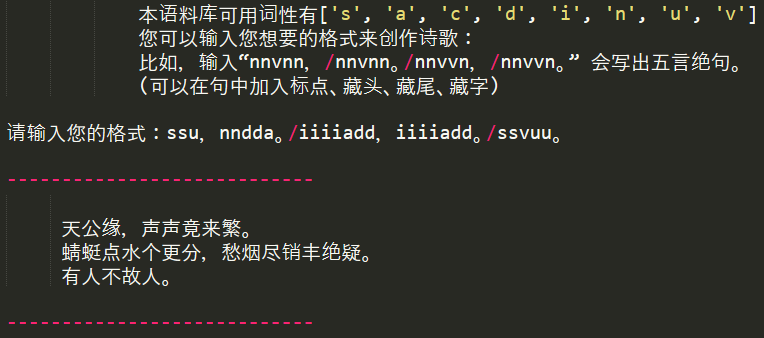 本语料库可用词性有['s', 'a', 'c', 'd', 'i', 'n', 'u', 'v']
您可以输入您想要的格式来创作诗歌：
比如，输入“nnvnn，/nnvnn。/nnvvn，/nnvvn。” 会写出五言绝句。
(可以在句中加入标点、藏头、藏尾、藏字)
请输入您的格式：ssu，nndda。/iiiiadd，iiiiadd。/ssvuu。
----------------------------
天公缘，声声竟来繁。
蜻蜓点水个更分，愁烟尽销丰绝疑。
有人不故人。
----------------------------